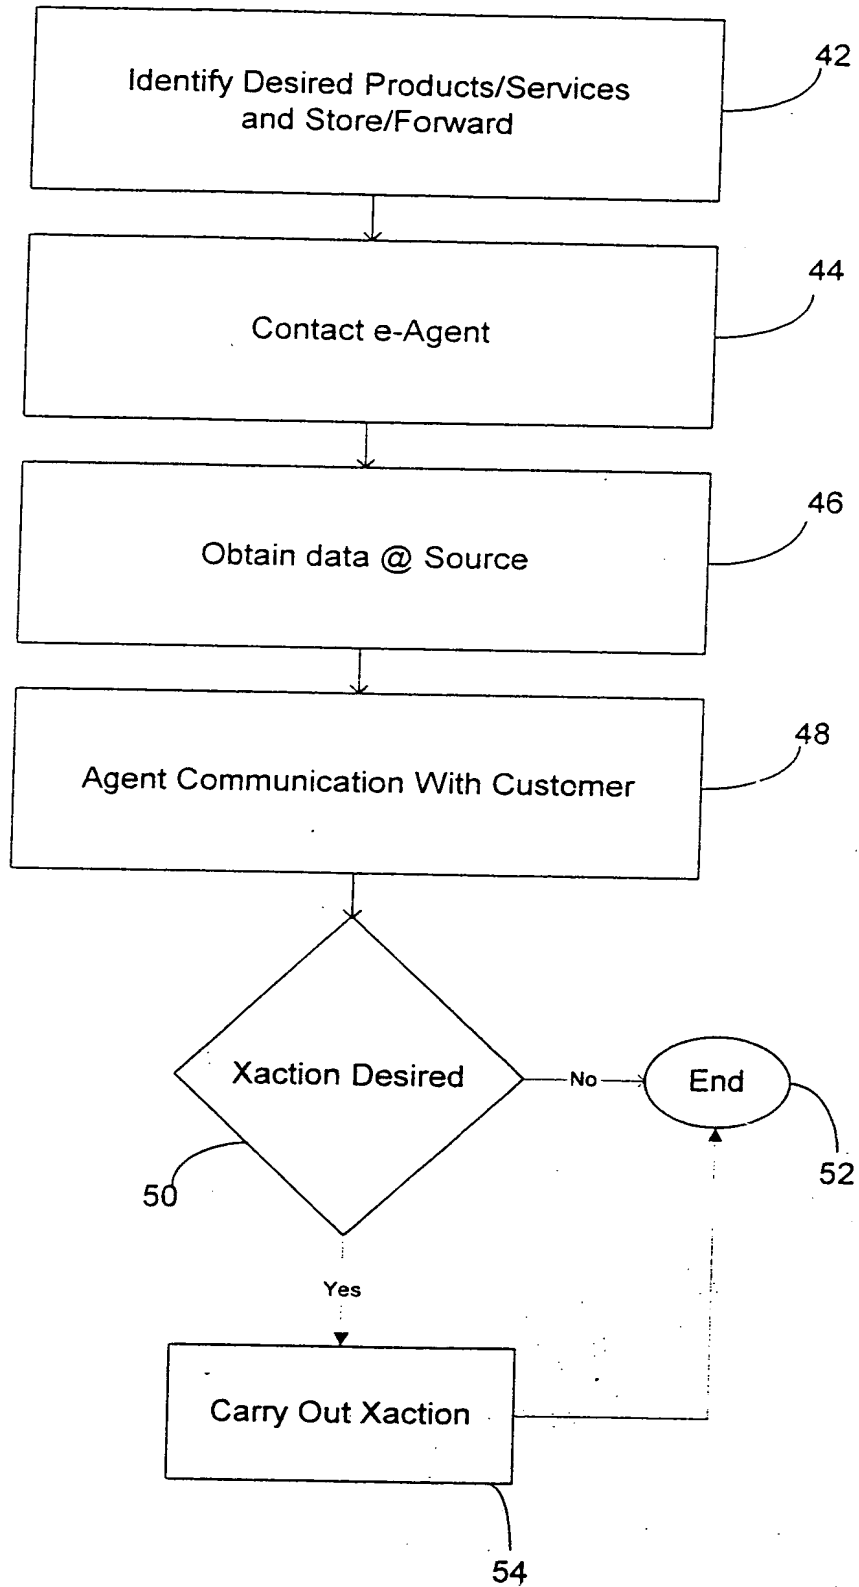 Identify Desired Products/Services
and Store/Forward
42
Contact e-Agent
44
Obtain data @ Source
46
Agent Communication With Customer
48
Xaction Desired
No
End
50
52
Yes
Carry Out Xaction
54